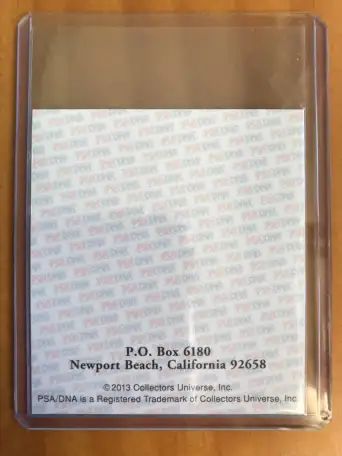 P.O. Box 6180
Newport Beach, California 92658
©2013 Collectors Universe, Inc.
PSA/DNA is a Registered Trademark of Collectors Universe, Inc